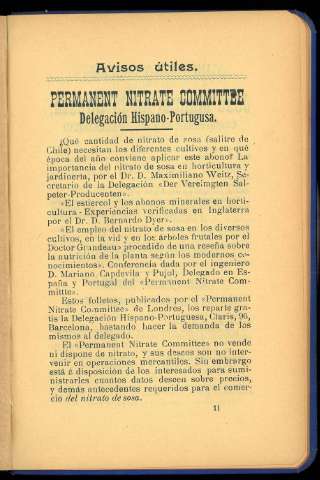 Avisos útiles.
PERMANENT NITRATE COMMITTEE
Delegación Hispano-Portugusa.
¿Qué cantidad de nitrato de sosa (salitre de
Chile) necesitan los diferentes cultivos y en qué
época del año conviene aplicar este abono? La
importancia del nitrato de sosa en horticultura y
jardinería, por el Dr. D. Maximiliano Weitz, Se-
cretario de la Delegación «Der Vereimgten Sal-
peter-Producenten».
«El estiercol y los abonos minerales en horti-
cultura - Experiencias verificadas en Inglaterra
por el Dr. D. Bernardo Dyer».
«El empleo del nitrato de sosa en los diversos
cultivos, en la vid y en los árboles frutales por el
Doctor Grandeau» procedido de una reseña sobre
la nutrición de la planta según los modernos co-
nocimientos». Conferencia dada por el ingeniero
D. Mariano Capdevila y Pujol, Delegado en Es-
paña y Portugal del «Permanent Nitrate Com-
mittee».
Estos folletos, publicados por el «Permanent
Nitrate Committee» de Londres, los reparte gra-
tis la Delegación Hispano-Portuguesa, Claris, 96,
Barcelona, bastando hacer la demanda de los
mismos al delegado.
El «Permanent Nitrate Committee» no vende
ni dispone de nitrato, y sus deseos son no inter-
venir en operaciones mercantiles. Sin embargo
está á disposición de los interesados para sumi-
nistrarles cuantos datos deseen sobre precios,
y demás antecedentes requeridos para el comer-
cio del nitrato de sosa.
11